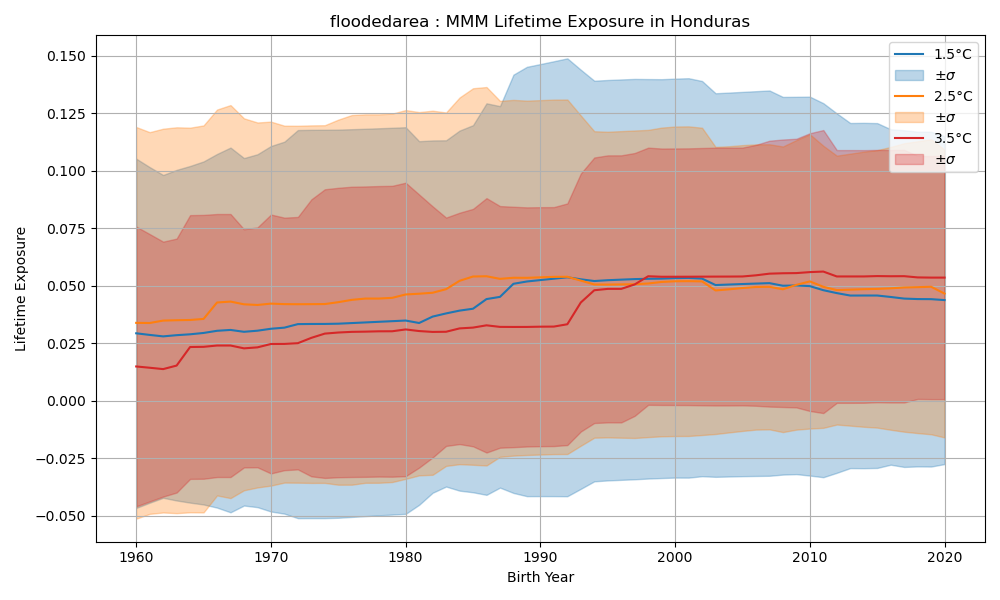 floodedarea : MMM Lifetime Exposure in Honduras
Lifetime Exposure
0.150
0.125
0.100
0.075
0.050
0.025
0.000
−0.025
−0.050
1.5°C
±σ
2.5°C
±σ
3.5°C
±σ
1960 1970 1980 1990 2000 2010 2020
Birth Year